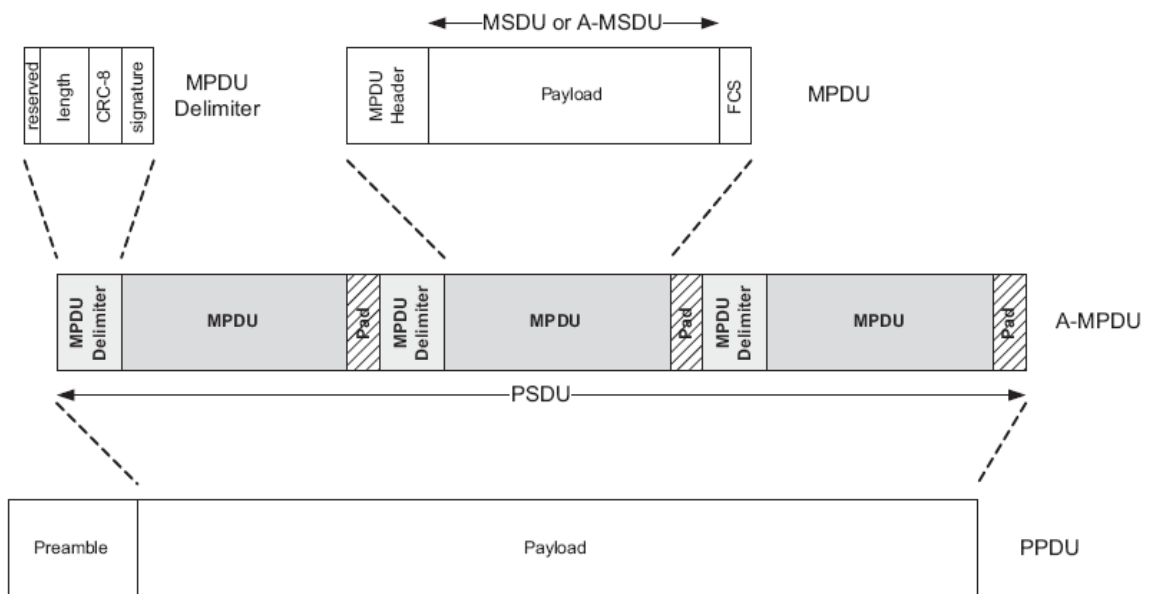 MSDU or A-MSDU
reserved
length
CRC-8
signature
MPDU
Delimiter
MPDU
Header
Payload
FCS
MPDU
MPDU
Delimiter
MPDU
Pad
MPDU
Delimiter
MPDU
Pad
MPDU
Delimiter
MPDU
Pad
A-MPDU
PSDU
Preamble
Payload
PPDU